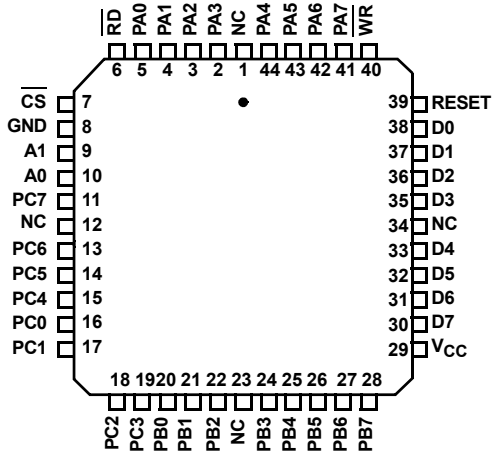 RD PA0 PA1 PA2 PA3 NC PA4 PA5 PA6 PA7 WR
6 5 4 3 2 1 44 43 42 41 40
CS 7 39 RESET
GND 8 38 D0
A1 9 37 D1
A0 10 36 D2
PC7 11 35 D3
NC 12 34 NC
PC6 13 33 D4
PC5 14 32 D5
PC4 15 31 D6
PC0 16 30 D7
PC1 17 29 VCC
18 19 20 21 22 23 24 25 26 27 28
PC2 PC3 PB0 PB1 PB2 NC PB3 PB4 PB5 PB6 PB7